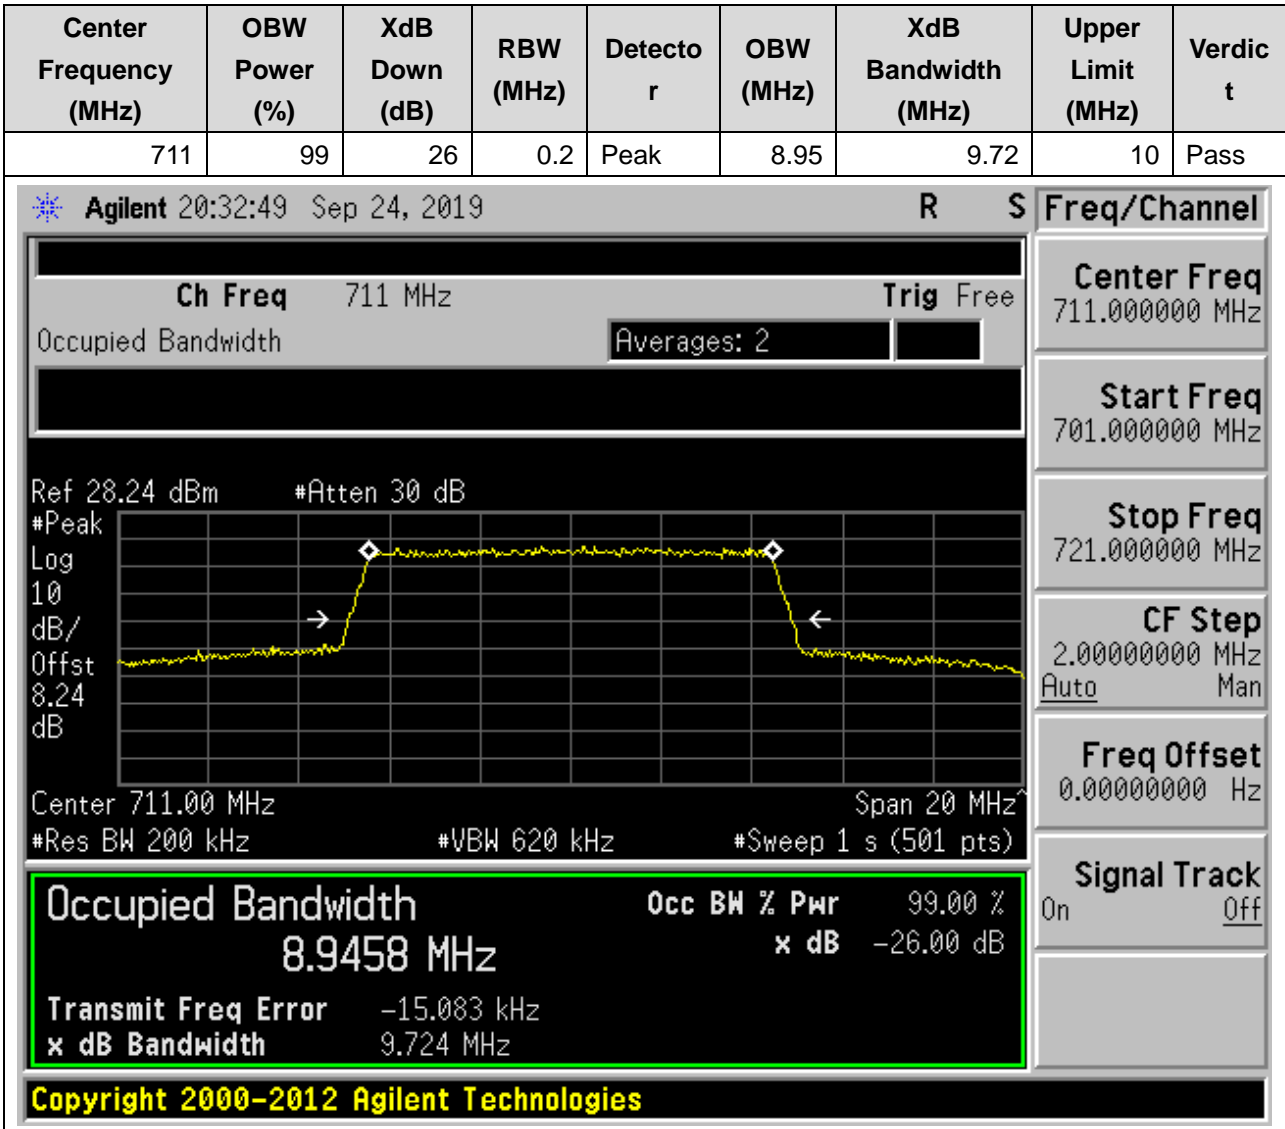 Center Frequency (MHz) OBW Power (%) XdB Down (dB) RBW (MHz) Detecto r OBW (MHz) XdB Bandwidth (MHz) Upper Limit (MHz) Verdic t
711 99 26 0.2 Peak 8.95 9.72 10 Pass
Agilent 20:32:49 Sep 24, 2019 R S
Ch Freq 711 MHz Trig Free
Occupied Bandwidth Averages: 2
Ref 28.24 dBm #Atten 30 dB
#Peak
Log
10
dB/
Offst
8.24
dB
Center 711.00 MHz Span 20 MHz^
#Res BW 200 kHz #VBW 620 kHz #Sweep 1 s (501 pts)
Occupied Bandwidth Occ BW % Pwr 99.00 %
8.9458 MHz x dB -26.00 dB
Transmit Freq Error -15.083 kHz
x dB Bandwidth 9.724 MHz
Copyright 2000-2012 Agilent Technologies
Freq/Channel
Center Freq
711.000000 MHz
Start Freq
701.000000 MHz
Stop Freq
721.000000 MHz
CF Step
2.00000000 MHz
Auto Man
Freq Offset
0.00000000 Hz
Signal Track
On Off